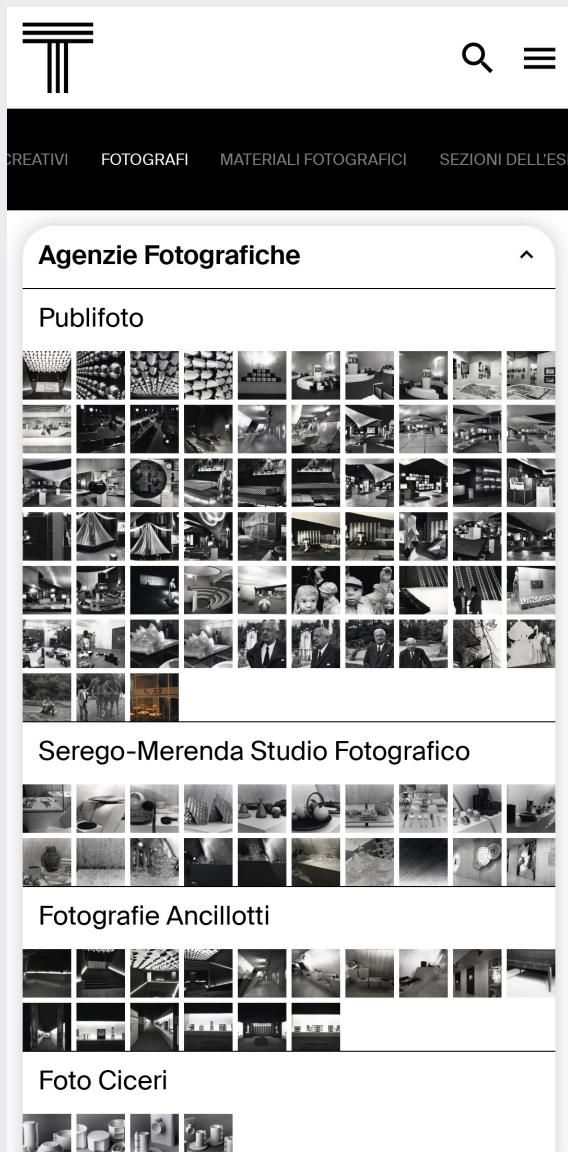 CREATIVI FOTOGRAFI MATERIALI FOTOGRAFICI SEZIONI DELL'ES
Agenzie Fotografiche
Publifoto
Serego-Merenda Studio Fotografico
Fotografie Ancillotti
Foto Ciceri